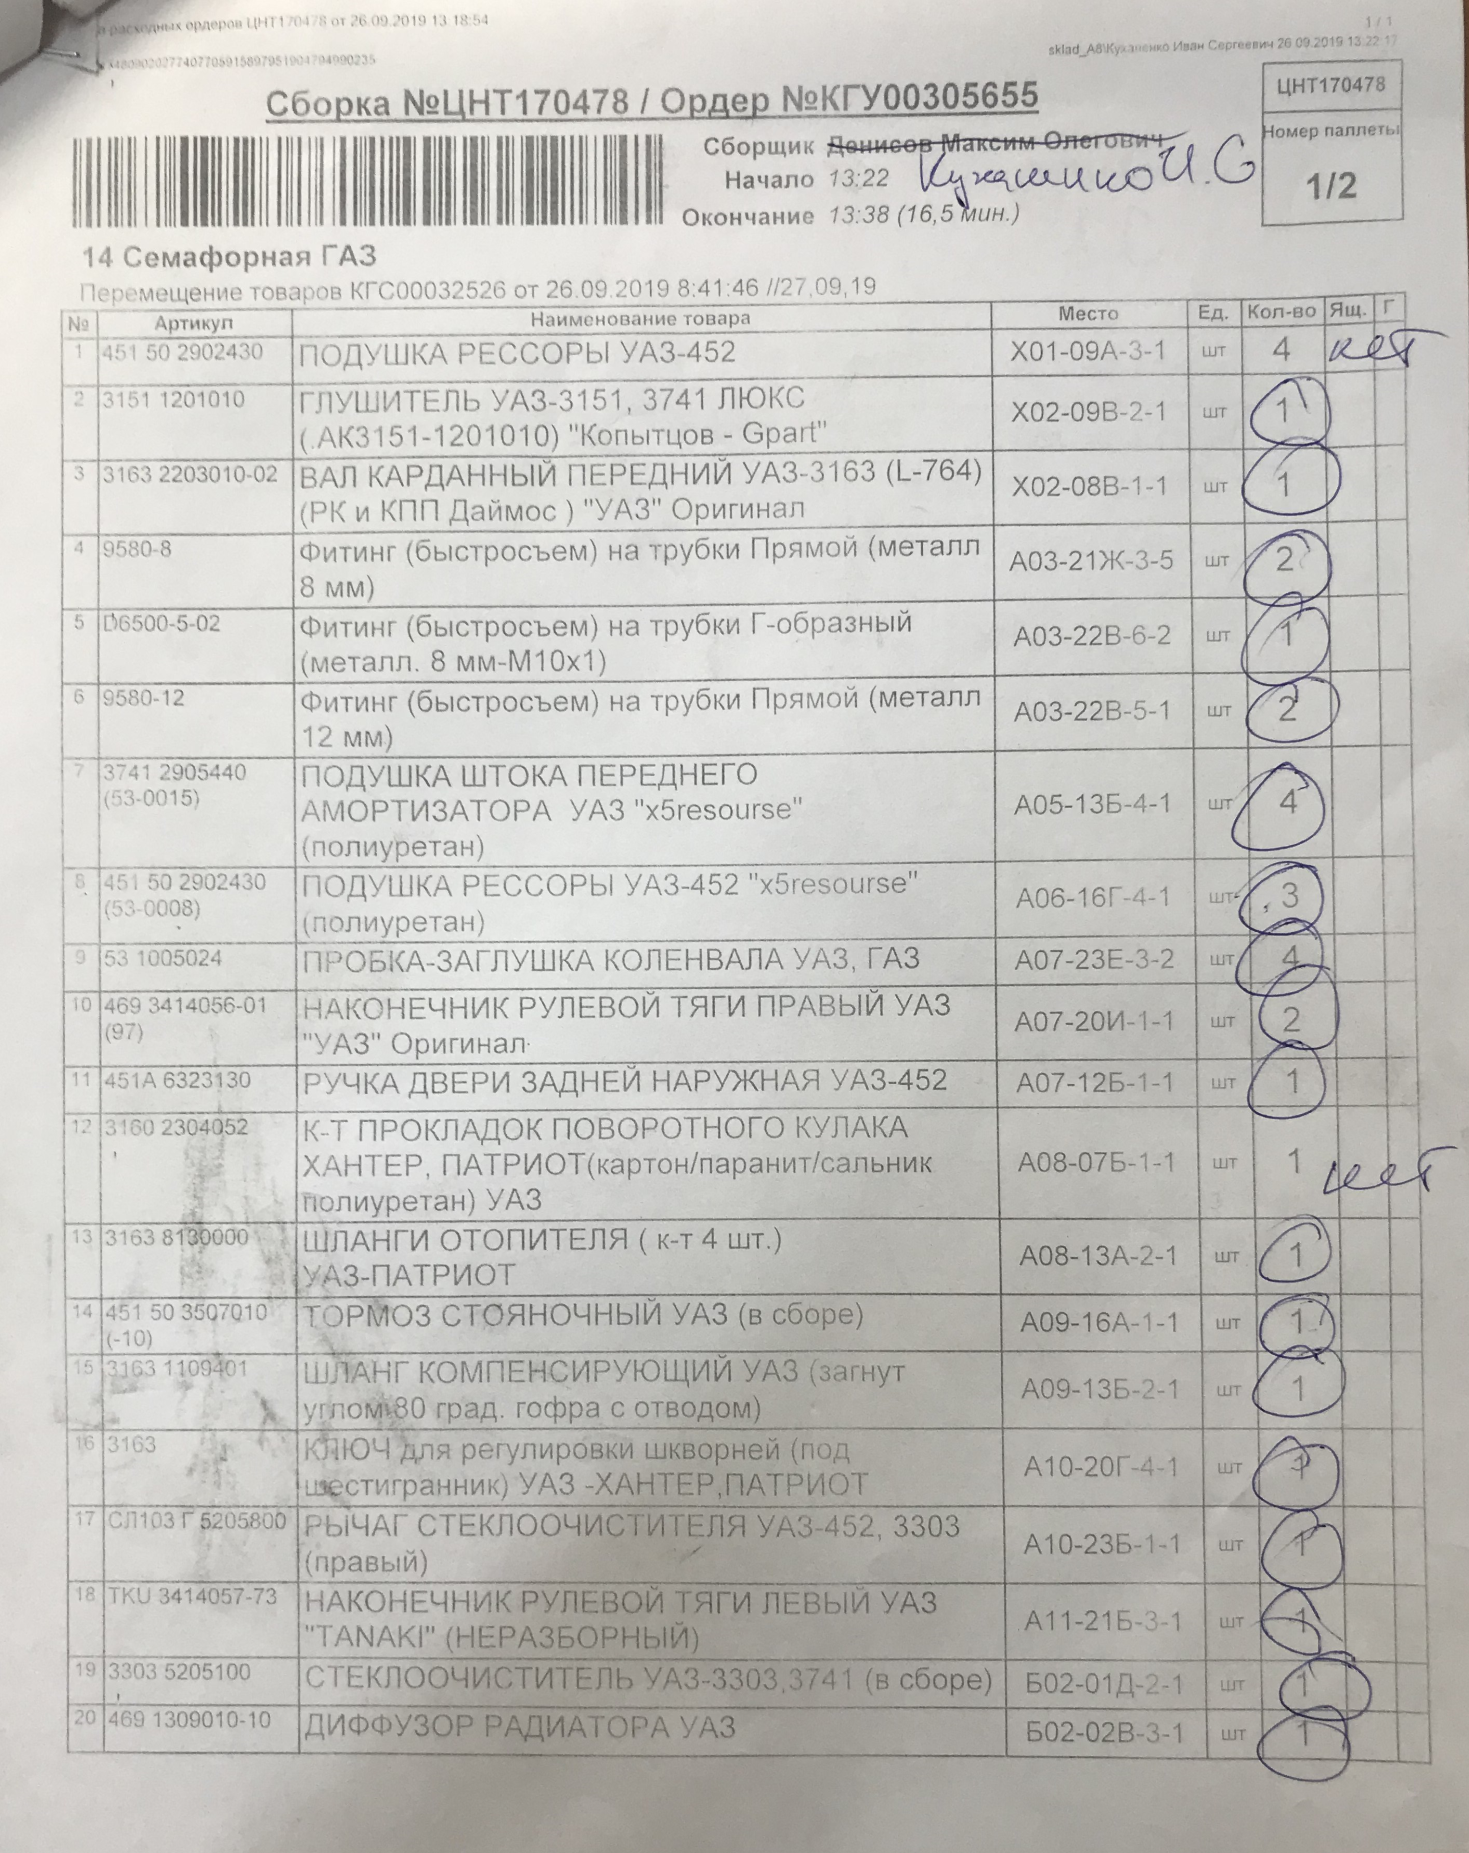 расходных ордеров ЦНТ170478 от 26.09.2019 13:18:54
1 / 1
sklad_A8\Кухаленко Иван Сергеевич 26.09.2019 13:22:17
Сборка №ЦНТ170478 / Ордер №КГУ00305655
ЦНТ170478
Номер паллеты
1/2
Сборщик Денисов Максим Олегович
Начало 13:22
Окончание 13:38 (16,5 мин.)
14 Семафорная ГАЗ
Перемещение товаров КГС00032526 от 26.09.2019 8:41:46 //27,09,19
№ Артикул Наименование товара Место Ед. Кол-во Ящ. Г
1 451 50 2902430 ПОДУШКА РЕССОРЫ УАЗ-452 Х01-09А-3-1 шт 4 нет
2 3151 1201010 ГЛУШИТЕЛЬ УАЗ-3151, 3741 ЛЮКС Х02-09В-2-1 шт 1
(.АК3151-1201010) "Копытцов - Gpart"
3 3163 2203010-02 ВАЛ КАРДАННЫЙ ПЕРЕДНИЙ УАЗ-3163 (L-764) Х02-08В-1-1 шт 1
(РК и КПП Даймос ) "УАЗ" Оригинал
4 9580-8 Фитинг (быстросъем) на трубки Прямой (металл А03-21Ж-3-5 шт 2
8 мм)
5 D6500-5-02 Фитинг (быстросъем) на трубки Г-образный А03-22В-6-2 шт 1
(металл. 8 мм-М10х1)
6 9580-12 Фитинг (быстросъем) на трубки Прямой (металл А03-22В-5-1 шт 2
12 мм)
7 3741 2905440 ПОДУШКА ШТОКА ПЕРЕДНЕГО
(53-0015) АМОРТИЗАТОРА УАЗ "x5resourse" А05-13Б-4-1 шт 4
(полиуретан)
8 451 50 2902430 ПОДУШКА РЕССОРЫ УАЗ-452 "x5resourse" А06-16Г-4-1 шт 3
(53-0008) (полиуретан)
9 53 1005024 ПРОБКА-ЗАГЛУШКА КОЛЕНВАЛА УАЗ, ГАЗ А07-23Е-3-2 шт 4
10 469 3414056-01 НАКОНЕЧНИК РУЛЕВОЙ ТЯГИ ПРАВЫЙ УАЗ А07-20И-1-1 шт 2
(97) "УАЗ" Оригинал
11 451А 6323130 РУЧКА ДВЕРИ ЗАДНЕЙ НАРУЖНАЯ УАЗ-452 А07-12Б-1-1 шт 1
12 3160 2304052 К-Т ПРОКЛАДОК ПОВОРОТНОГО КУЛАКА
ХАНТЕР, ПАТРИОТ(картон/паранит/сальник А08-07Б-1-1 шт 1 нет
полиуретан) УАЗ
13 3163 8130000 ШЛАНГИ ОТОПИТЕЛЯ ( к-т 4 шт.) А08-13А-2-1 шт 1
УАЗ-ПАТРИОТ
14 451 50 3507010 ТОРМОЗ СТОЯНОЧНЫЙ УАЗ (в сборе) А09-16А-1-1 шт 1
(-10)
15 3163 1109401 ШЛАНГ КОМПЕНСИРУЮЩИЙ УАЗ (загнут А09-13Б-2-1 шт 1
углом 80 град. гофра с отводом)
16 3163 КЛЮЧ для регулировки шкворней (под А10-20Г-4-1 шт
шестигранник) УАЗ -ХАНТЕР,ПАТРИОТ
17 СЛ103 Г 5205800 РЫЧАГ СТЕКЛООЧИСТИТЕЛЯ УАЗ-452, 3303 А10-23Б-1-1 шт 1
(правый)
18 TKU 3414057-73 НАКОНЕЧНИК РУЛЕВОЙ ТЯГИ ЛЕВЫЙ УАЗ А11-21Б-3-1 шт 1
"TANAKI" (НЕРАЗБОРНЫЙ)
19 3303 5205100 СТЕКЛООЧИСТИТЕЛЬ УАЗ-3303,3741 (в сборе) Б02-01Д-2-1 шт 1
20 469 1309010-10 ДИФФУЗОР РАДИАТОРА УАЗ Б02-02В-3-1 шт 1